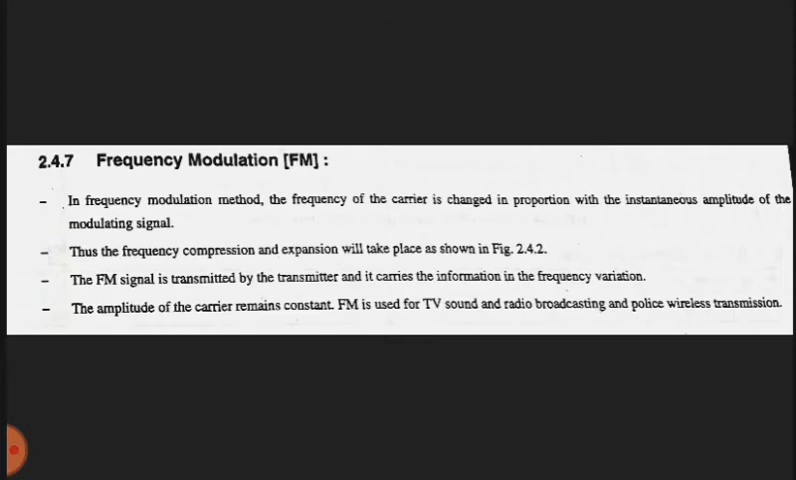 2.4.7 Frequency Modulation [FM] :
- In frequency modulation method, the frequency of the carrier is changed in proportion with the instantaneous amplitude of the
modulating signal.
- Thus the frequency compression and expansion will take place as shown in Fig. 2.4.2.
- The FM signal is transmitted by the transmitter and it carries the information in the frequency variation.
- The amplitude of the carrier remains constant. FM is used for TV sound and radio broadcasting and police wireless transmission.